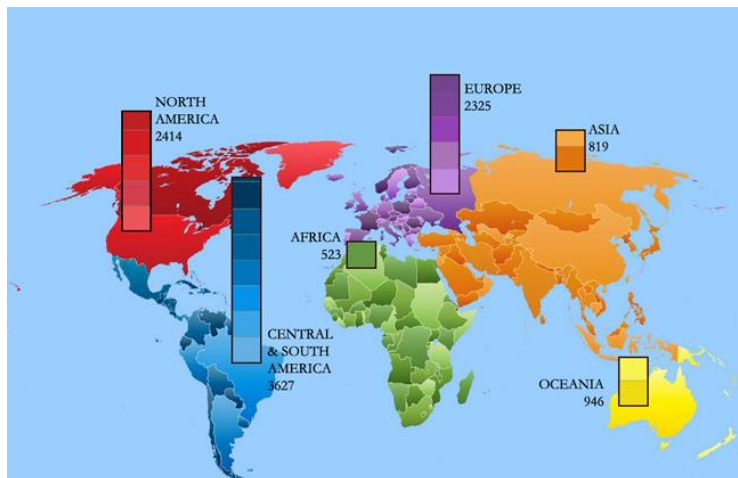 NORTH
AMERICA
2414
EUROPE
2325
ASIA
819
AFRICA
523
CENTRAL
& SOUTH
AMERICA
3627
OCEANIA
946